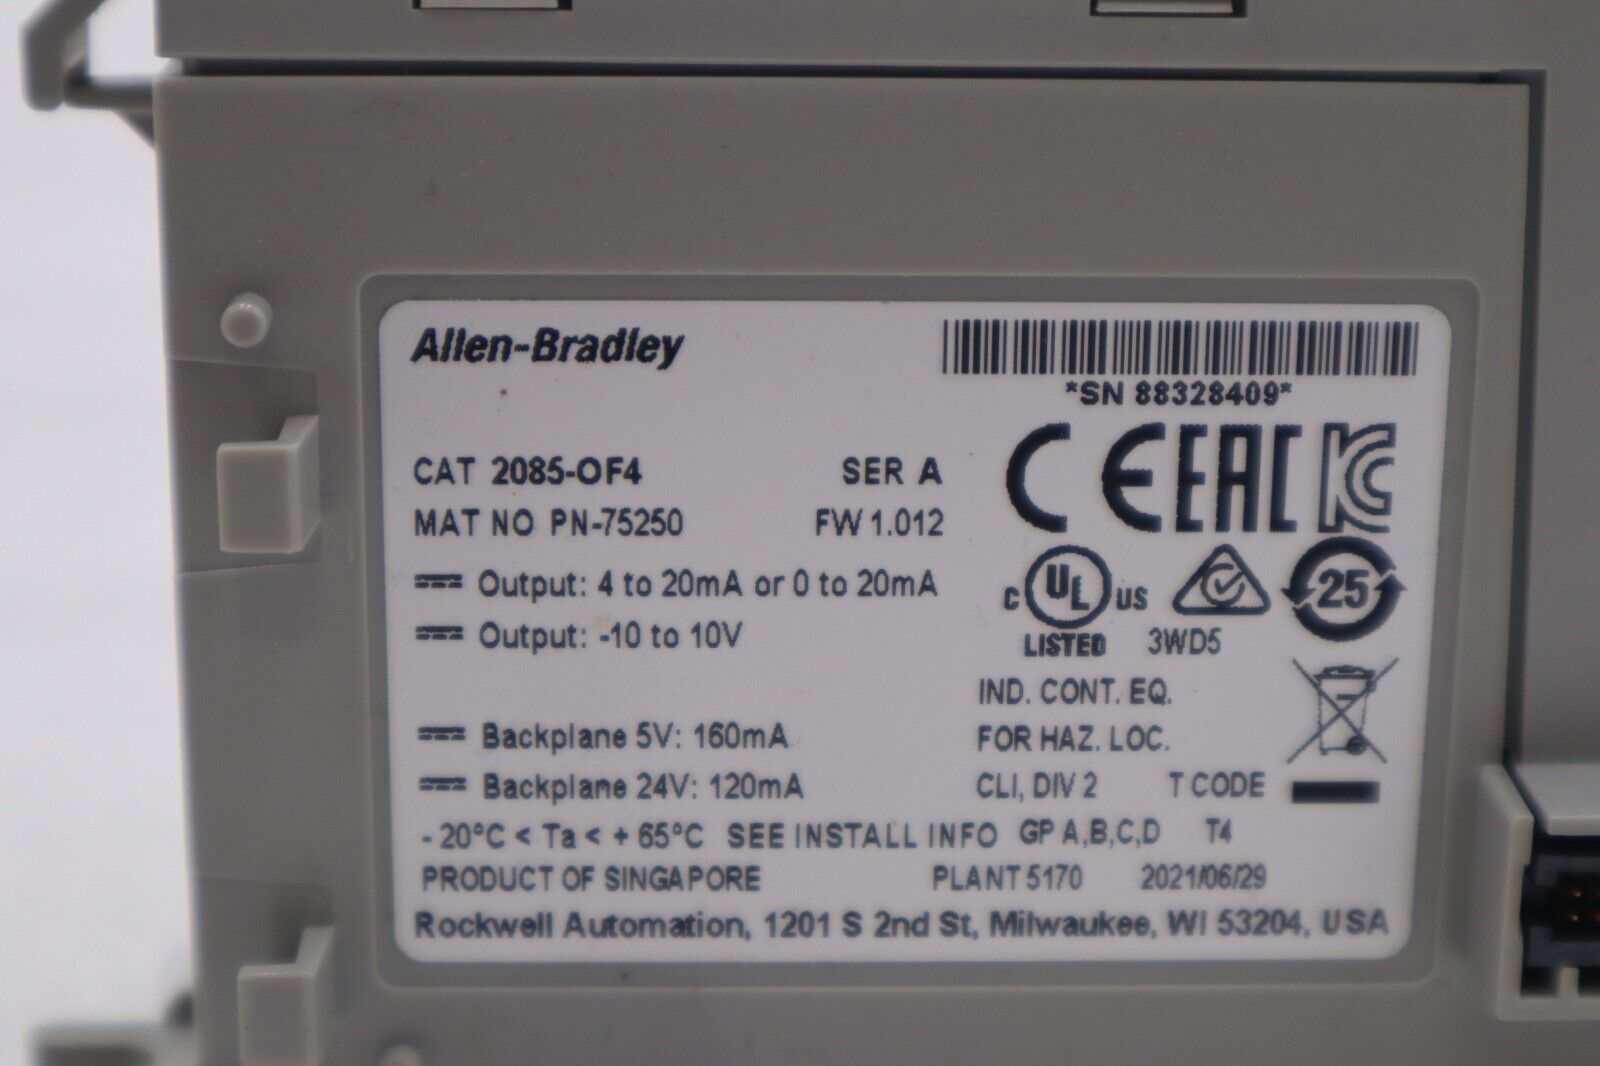 Allen-Bradley
*SN 88328409*
CAT 2085-OF4 SER A
MAT NO PN-75250 FW 1.012
CE EAC KC
Output: 4 to 20mA or 0 to 20mA
Output: -10 to 10V
C UL US 25
LISTED 3WD5
IND. CONT. EQ.
Backplane 5V: 160mA FOR HAZ. LOC.
Backplane 24V: 120mA CLI, DIV 2 T CODE
- 20°C < Ta < + 65°C SEE INSTALL INFO GP A,B,C,D T4
PRODUCT OF SINGAPORE PLANT 5170 2021/06/29
Rockwell Automation, 1201 S 2nd St, Milwaukee, WI 53204, USA